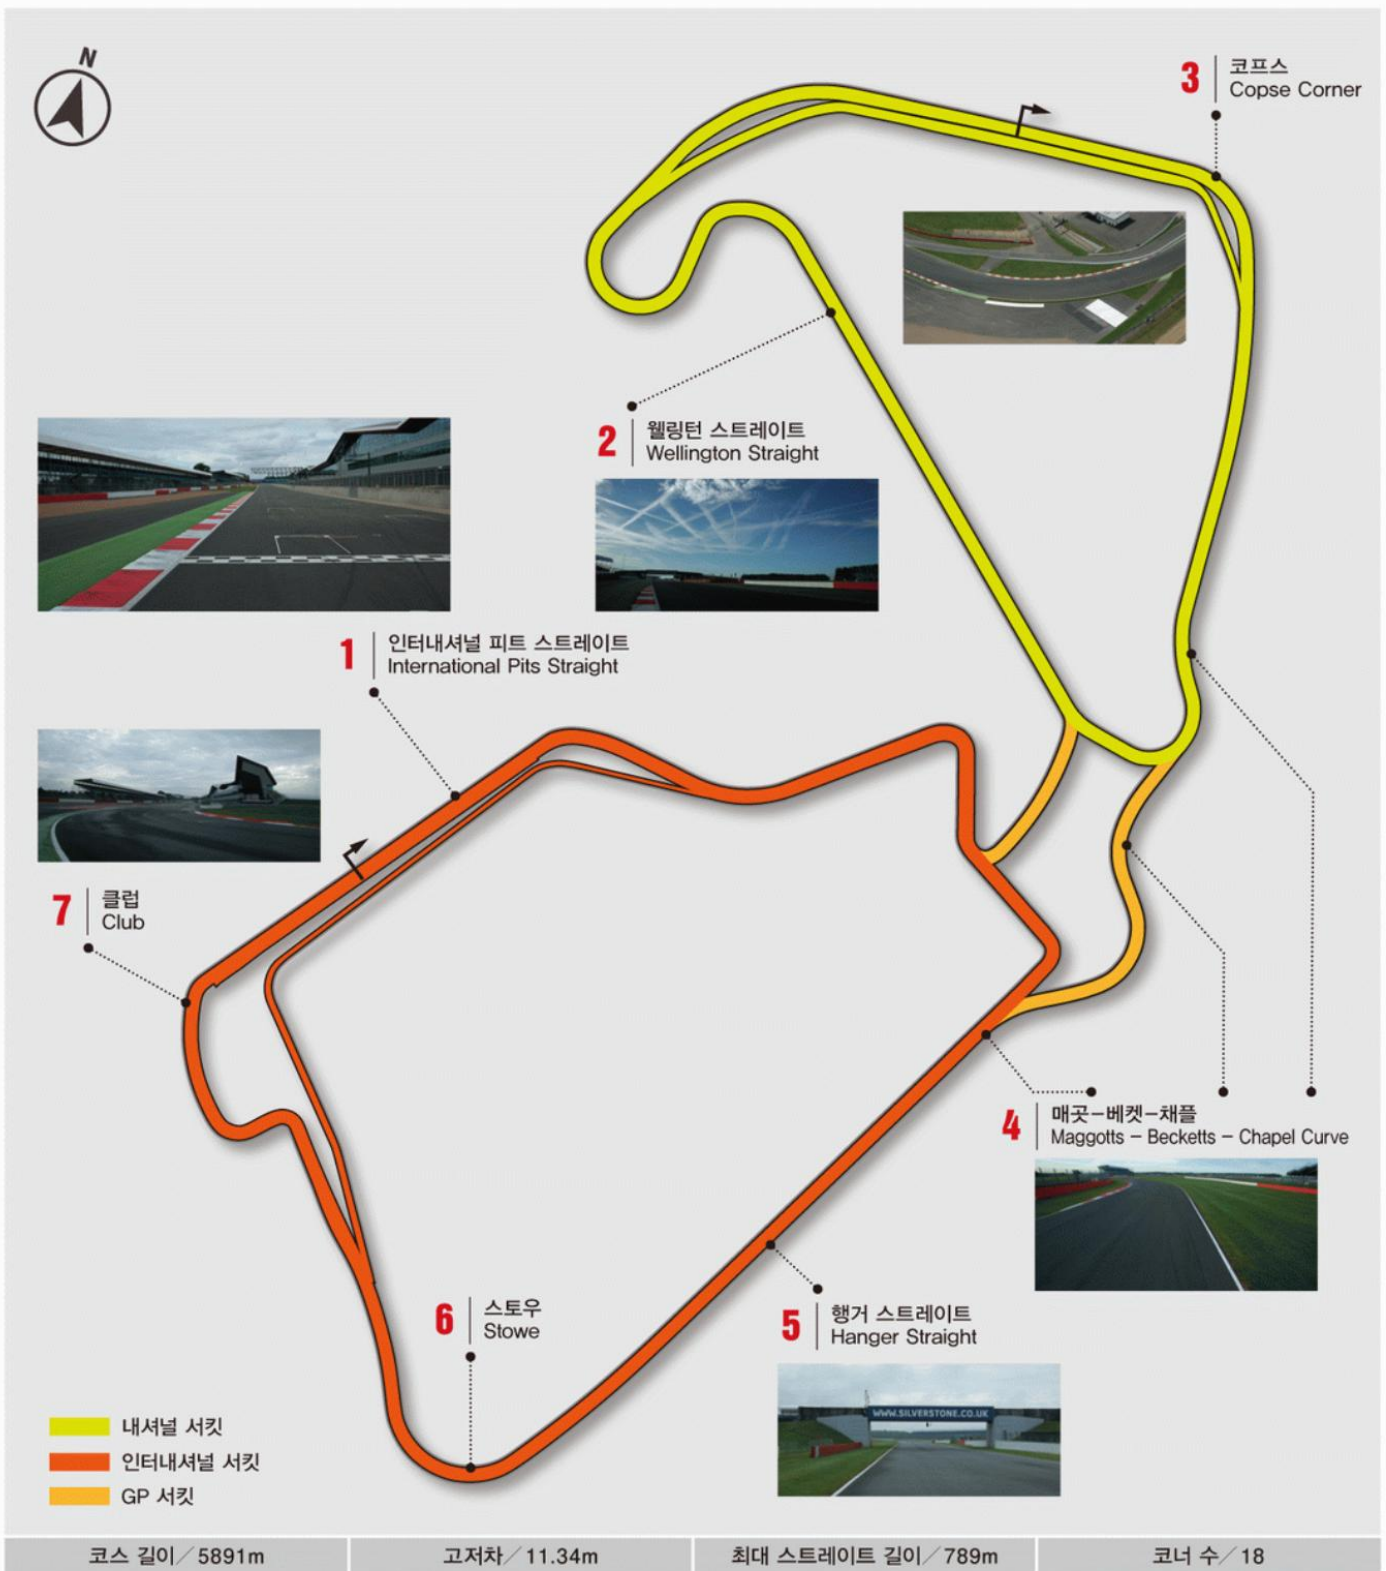 N
3
코프스
Copse Corner
2
웰링턴 스트레이트
Wellington Straight
1
인터내셔널 피트 스트레이트
International Pits Straight
7
클럽
Club
4
매곳-베켓-채플
Maggotts - Becketts - Chapel Curve
6
스토우
Stowe
5
행거 스트레이트
Hanger Straight
WWW.SILVERSTONE.CO.UK
내셔널 서킷
인터내셔널 서킷
GP 서킷
코스 길이/5891m
고저차/11.34m
최대 스트레이트 길이/789m
코너 수/18